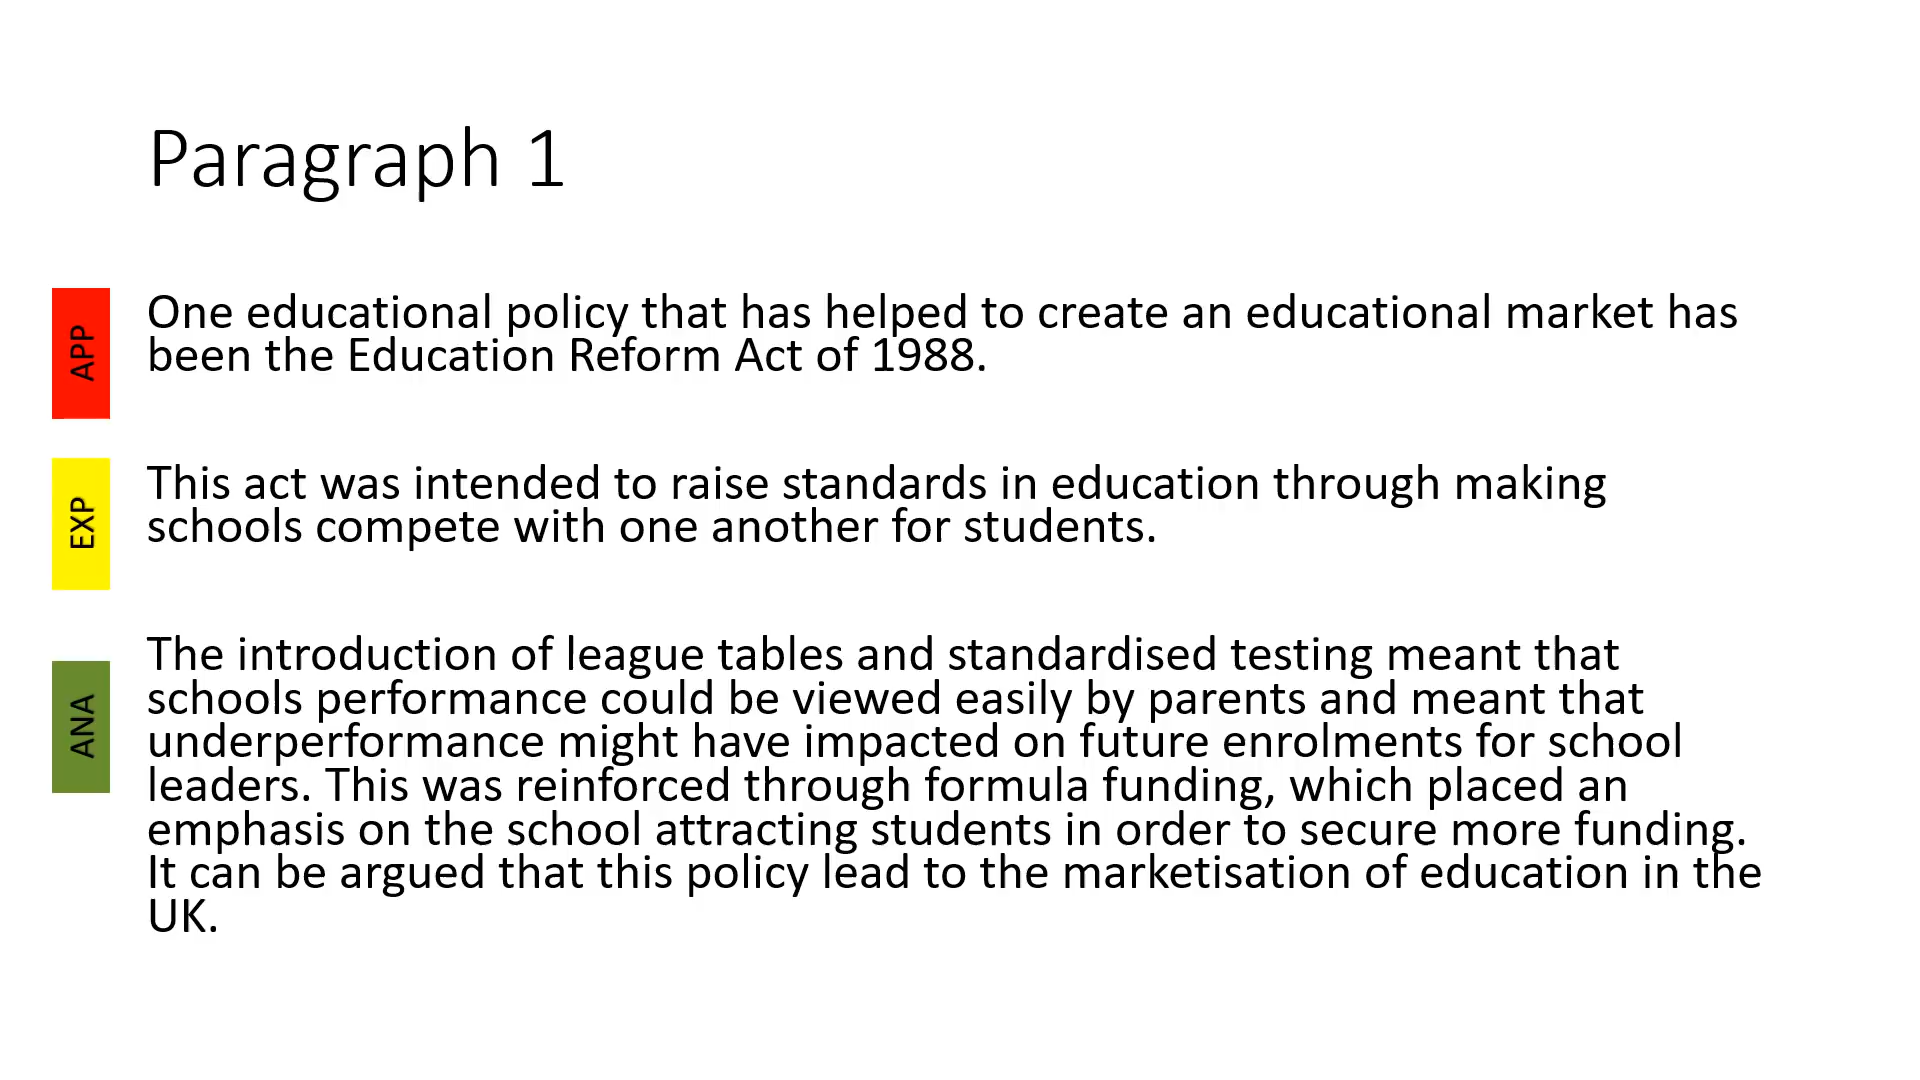 Paragraph 1
APP
One educational policy that has helped to create an educational market has
been the Education Reform Act of 1988.
EXP
This act was intended to raise standards in education through making
schools compete with one another for students.
ANA
The introduction of league tables and standardised testing meant that
schools performance could be viewed easily by parents and meant that
underperformance might have impacted on future enrolments for school
leaders. This was reinforced through formula funding, which placed an
emphasis on the school attracting students in order to secure more funding.
It can be argued that this policy lead to the marketisation of education in the
UK.